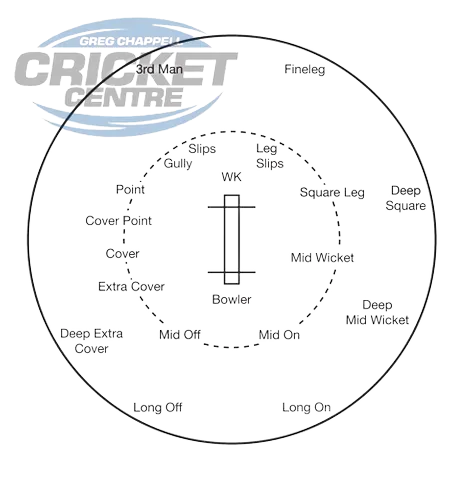 GREG CHAPPELL
CRICKET
CENTRE
3rd Man
Fineleg
Slips
Leg
Slips
Gully
WK
Point
Square Leg
Deep
Square
Cover Point
Cover
Mid Wicket
Extra Cover
Bowler
Deep
Mid Wicket
Deep Extra
Cover
Mid Off
Mid On
Long Off
Long On